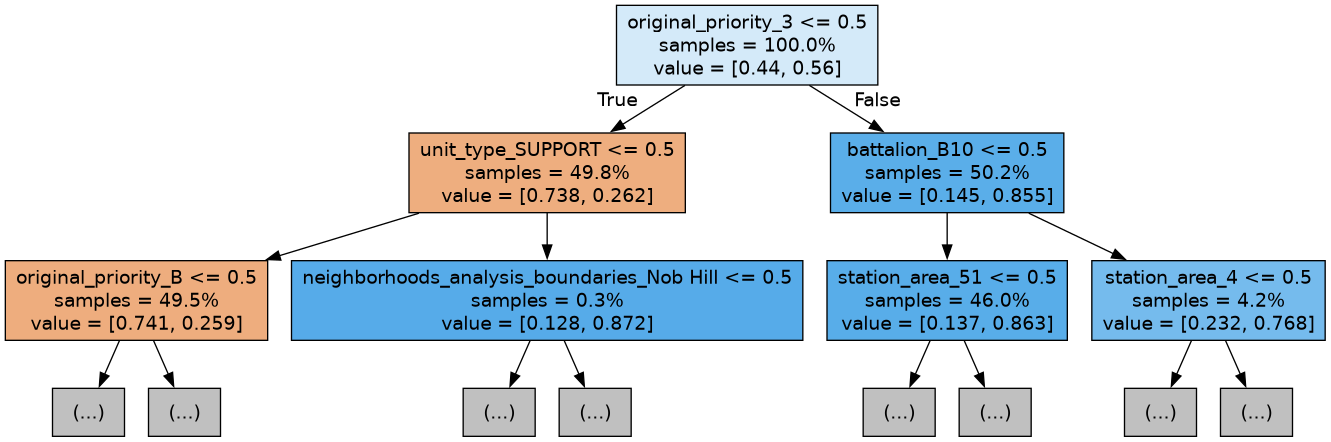 original_priority_3 <= 0.5
samples = 100.0%
value = [0.44, 0.56]
True
False
unit_type_SUPPORT <= 0.5
samples = 49.8%
value = [0.738, 0.262]
battalion_B10 <= 0.5
samples = 50.2%
value = [0.145, 0.855]
original_priority_B <= 0.5
samples = 49.5%
value = [0.741, 0.259]
neighborhoods_analysis_boundaries_Nob Hill <= 0.5
samples = 0.3%
value = [0.128, 0.872]
station_area_51 <= 0.5
samples = 46.0%
value = [0.137, 0.863]
station_area_4 <= 0.5
samples = 4.2%
value = [0.232, 0.768]
(...)
(...)
(...)
(...)
(...)
(...)
(...)
(...)